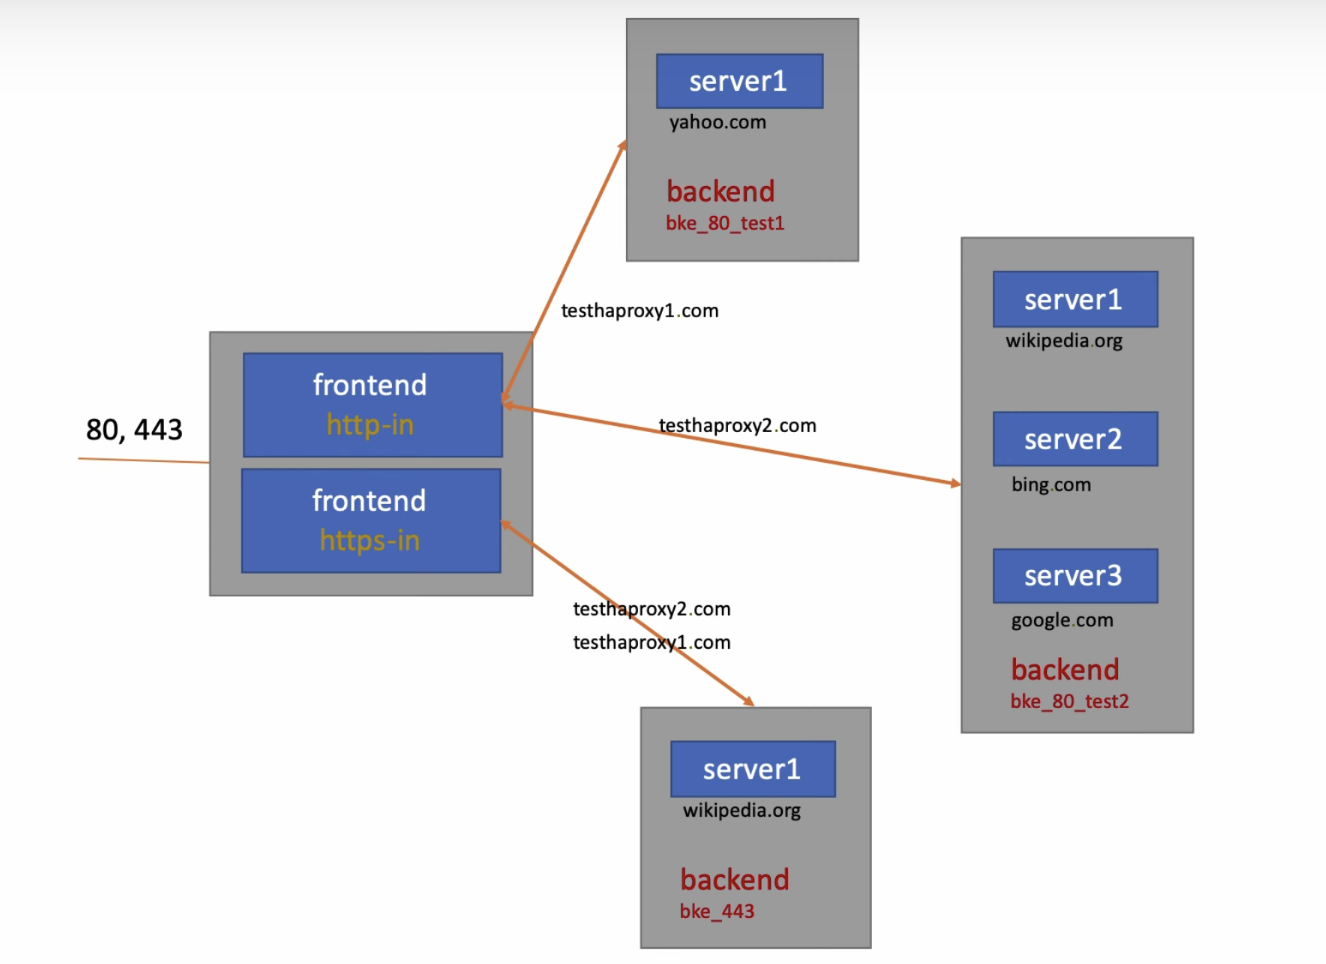 server1
yahoo.com
backend
bke_80_test1
testhaproxy1.com
80, 443
frontend
http-in
frontend
https-in
testhaproxy2.com
server1
wikipedia.org
server2
bing.com
server3
google.com
backend
bke_80_test2
testhaproxy2.com
testhaproxy1.com
server1
wikipedia.org
backend
bke_443